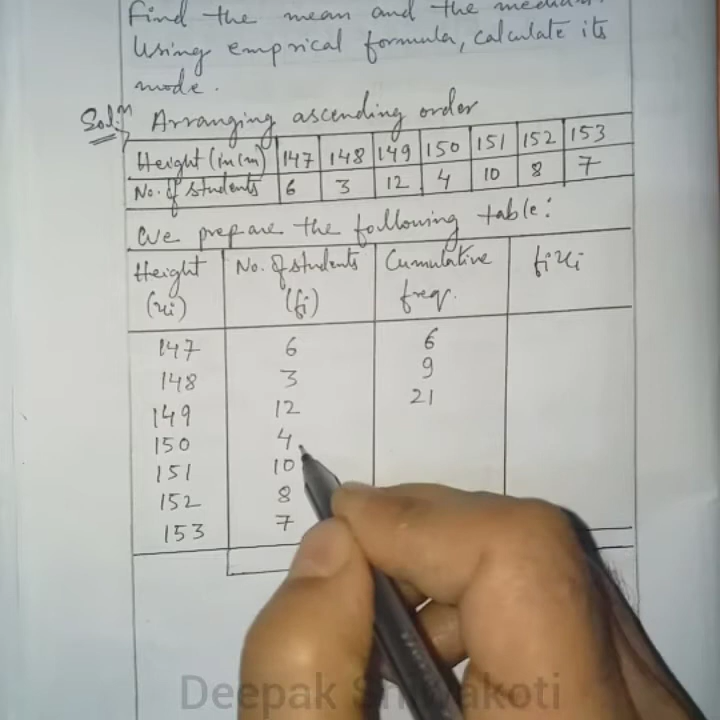 Find the mean and the median.
Using emprical formula, calculate its
mode.
Solⁿ Arranging ascending order
Height (in cm) 147 148 149 150 151 152 153
No. of students 6 3 12 4 10 8 7
We prepare the following table:
Height (xi) No. of students (fi) Cumulative freq. fixi
147 6 6
148 3 9
149 12 21
150 4
151 10
152 8
153 7
Deepak